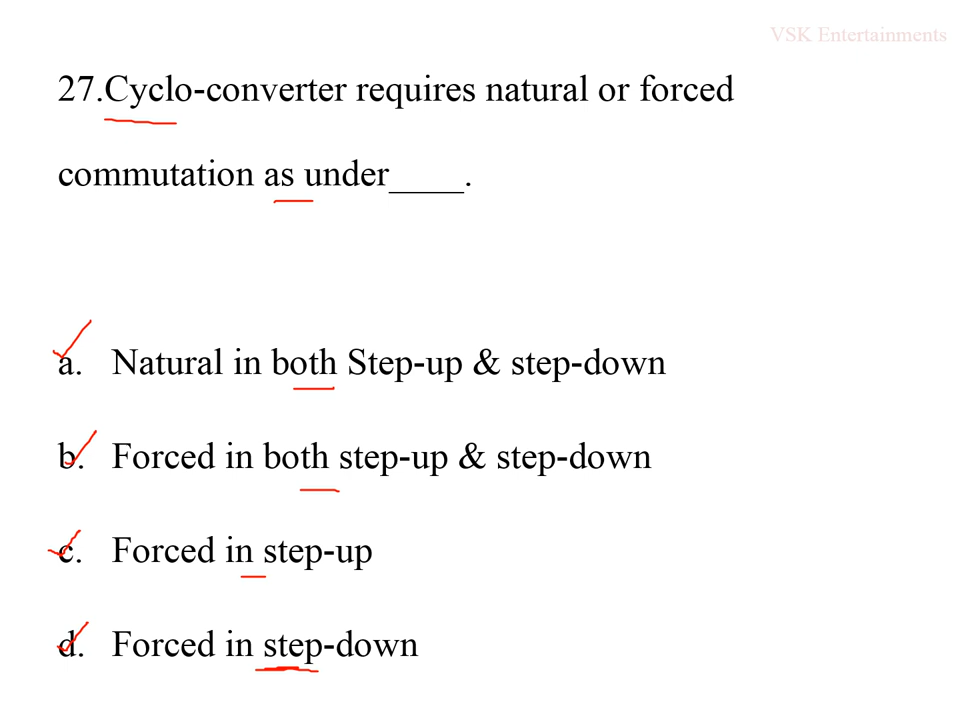 VSK Entertainments
27.Cyclo-converter requires natural or forced
commutation as under____.
a. Natural in both Step-up & step-down
b. Forced in both step-up & step-down
c. Forced in step-up
d. Forced in step-down